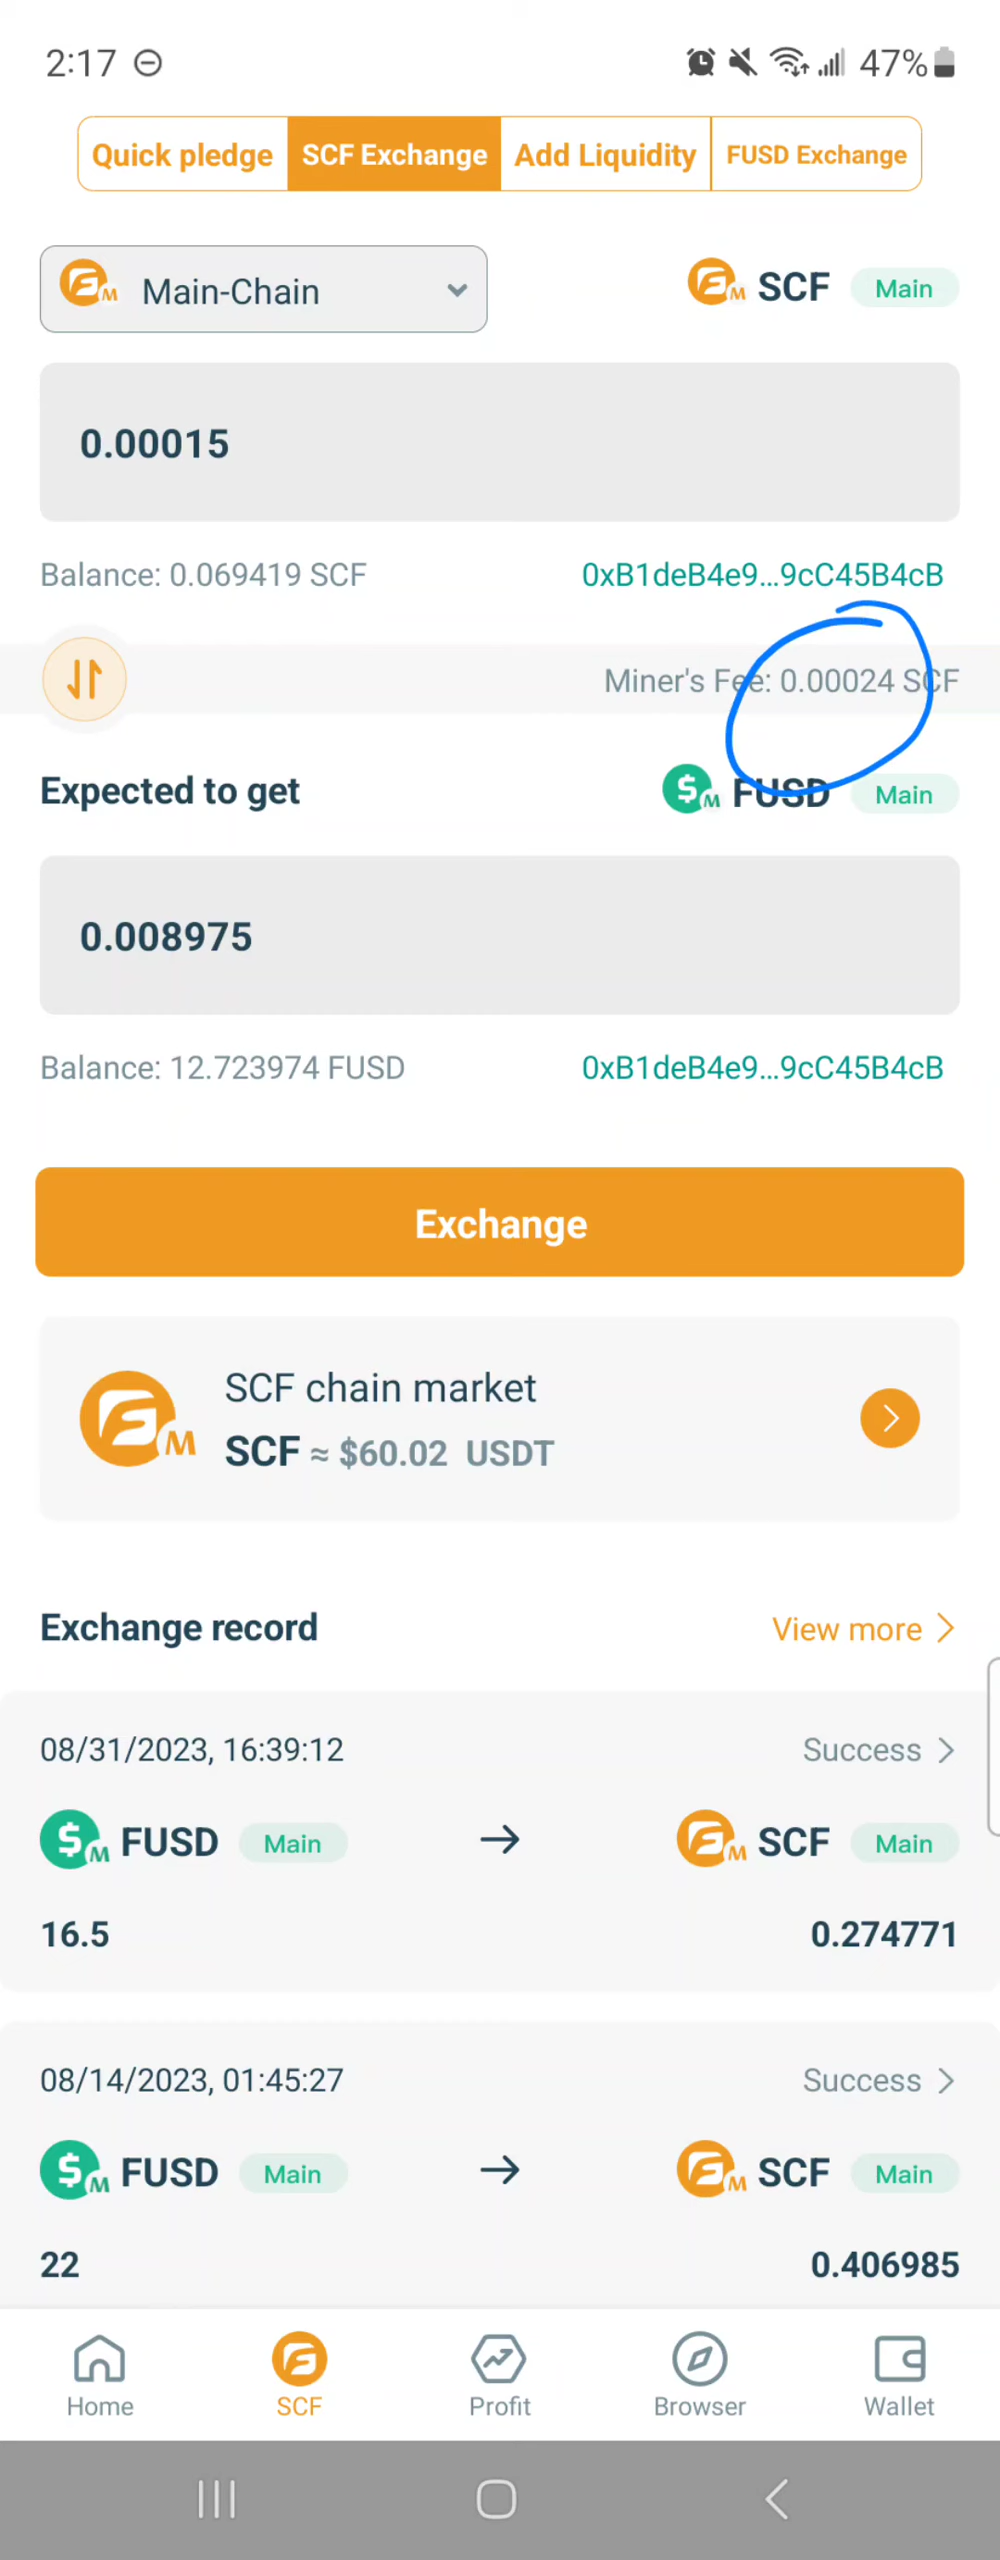 2:17 47%
Quick pledge SCF Exchange Add Liquidity FUSD Exchange
M Main-Chain M SCF Main
0.00015
Balance: 0.069419 SCF 0xB1deB4e9...9cC45B4cB
Miner's Fee: 0.00024 SCF
Expected to get $ M FUSD Main
0.008975
Balance: 12.723974 FUSD 0xB1deB4e9...9cC45B4cB
Exchange
SCF chain market
M SCF ≈ $60.02 USDT
Exchange record View more
08/31/2023, 16:39:12 Success
$ M FUSD Main → M SCF Main
16.5 0.274771
08/14/2023, 01:45:27 Success
$ M FUSD Main → M SCF Main
22 0.406985
Home SCF Profit Browser Wallet